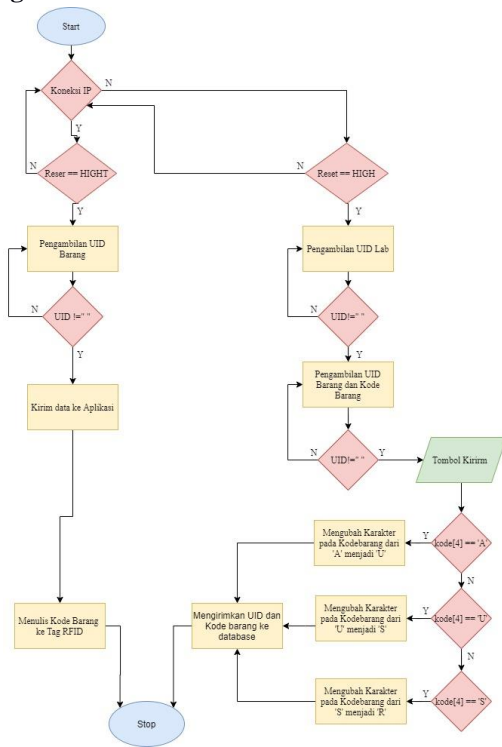 Start
Koneksi IP
N
Y
N
Reser == HIGHT
N
Reset == HIGH
Y
Y
Pengambilan UID
Barang
Pengambilan UID Lab
N
UID !=" "
N
UID!=" "
Y
Y
Pengambilan UID
Barang dan Kode
Barang
Kirim data ke Aplikasi
N
UID!=" "
Y
Tombol Kirirm
Mengubah Karakter
pada Kodebarang dari
'A' menjadi 'U'
Y
kode[4] == 'A'
N
Menulis Kode Barang
ke Tag RFID
Mengirimkan UID dan
Kode barang ke
database
Mengubah Karakter
pada Kodebarang dari
'U' menjadi 'S'
Y
kode[4] == 'U'
N
Mengubah Karakter
pada Kodebarang dari
'S' menjadi 'R'
Y
kode[4] == 'S'
Stop